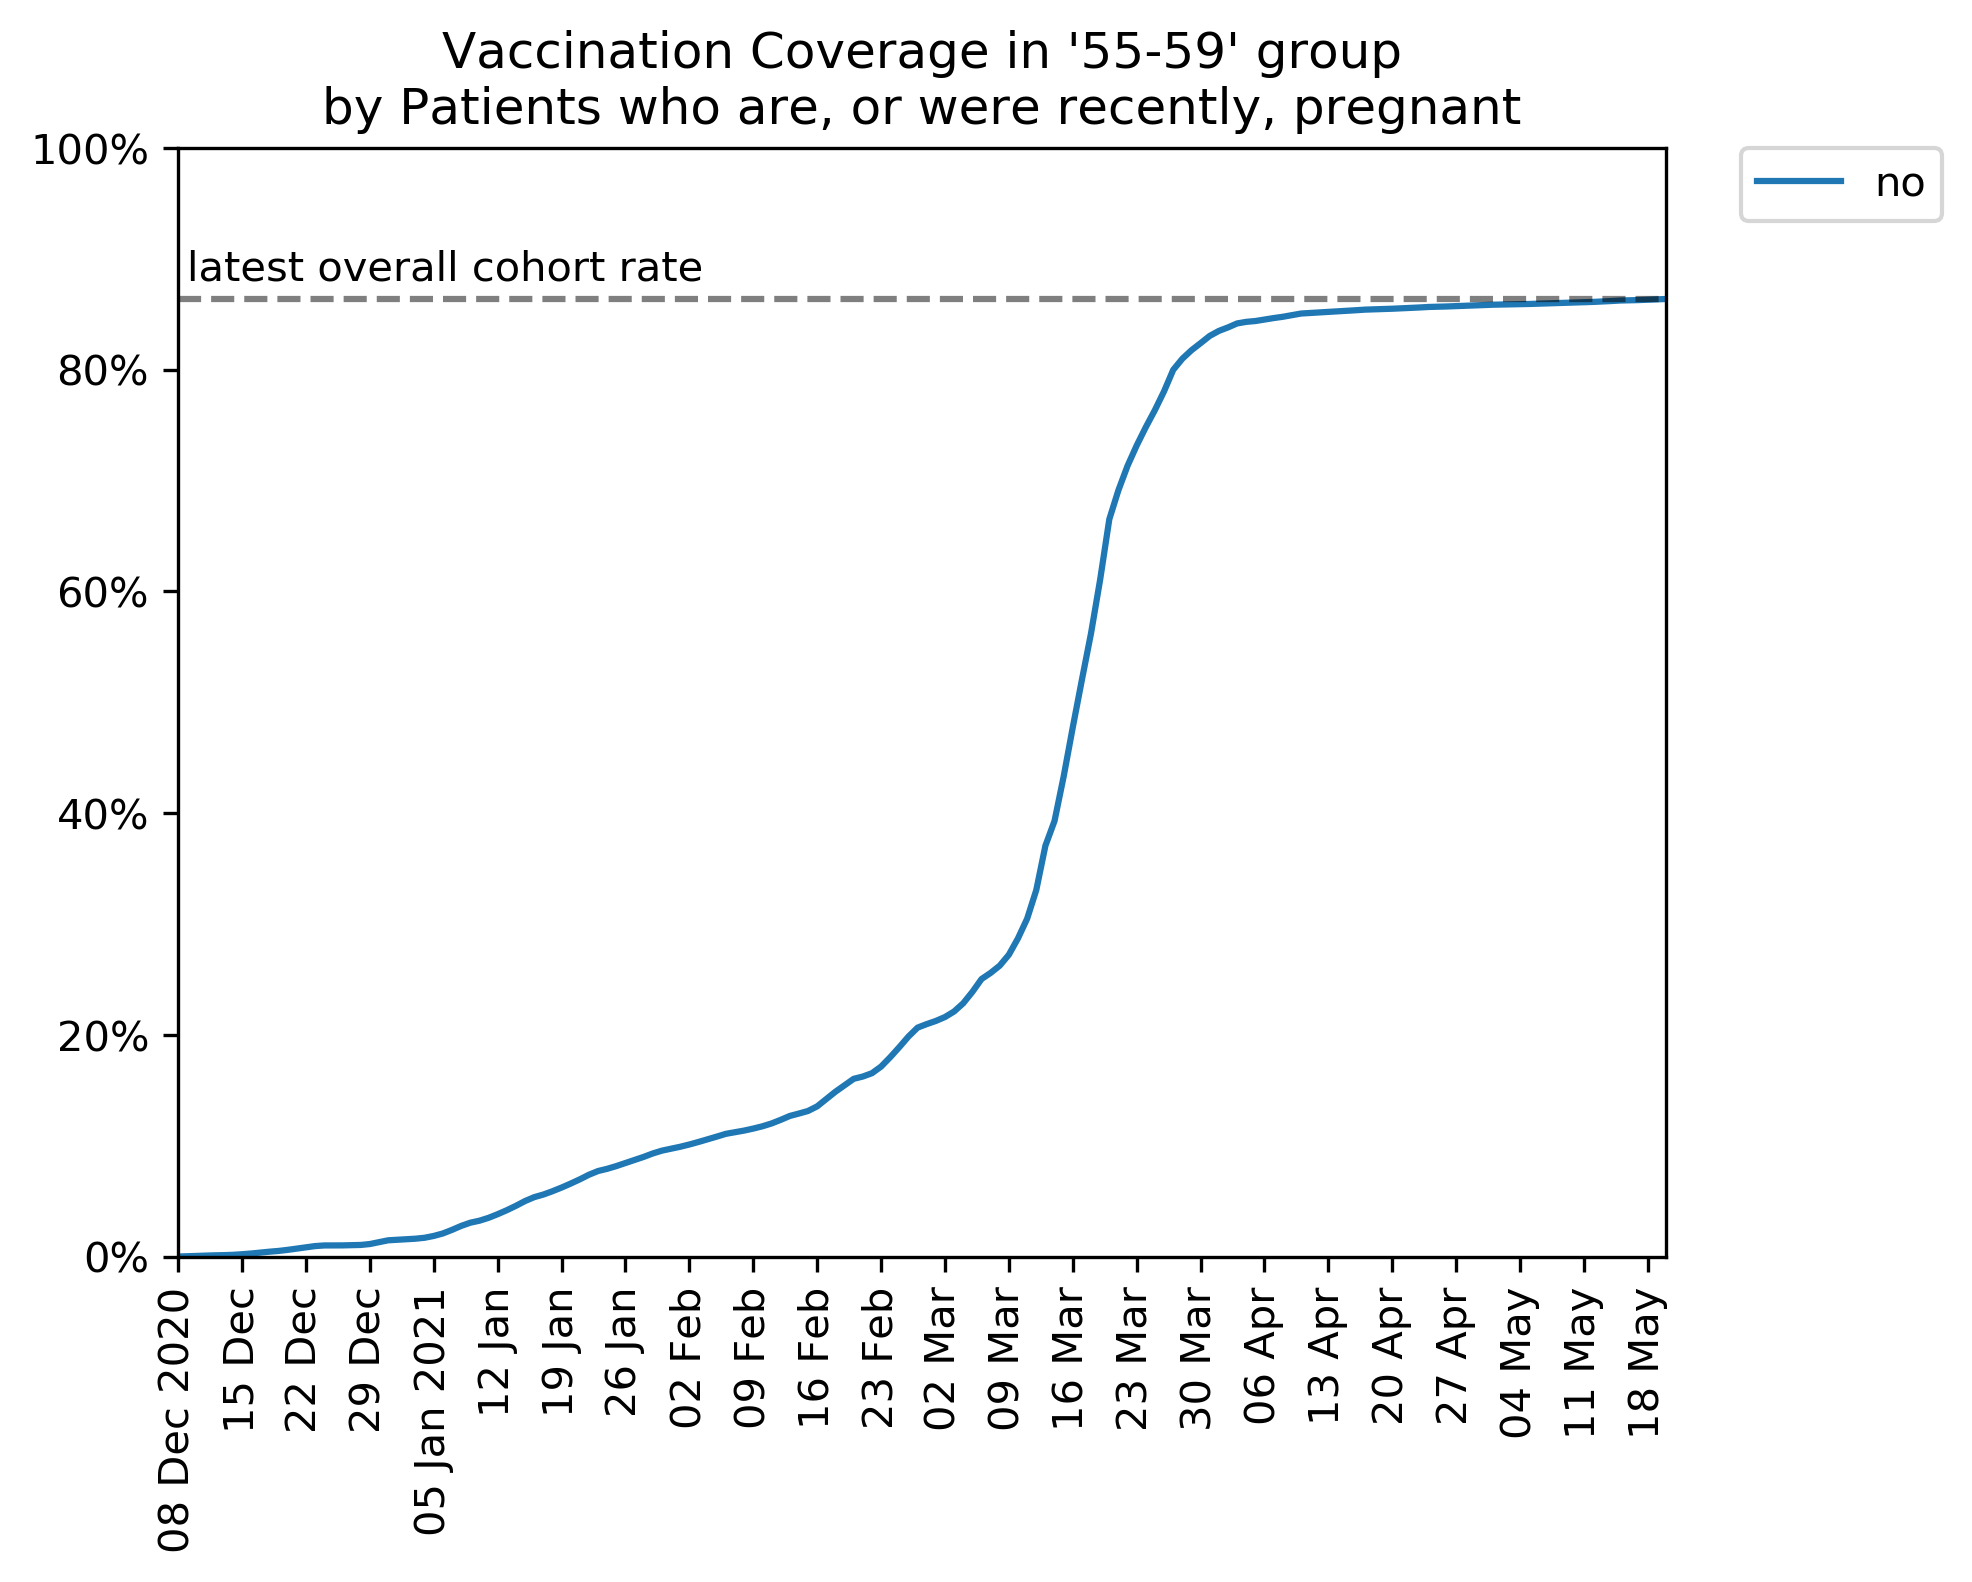 Vaccination Coverage in '55-59' group
by Patients who are, or were recently, pregnant
100%
80%
60%
40%
20%
0%
latest overall cohort rate
no
08 Dec 2020
15 Dec
22 Dec
29 Dec
05 Jan 2021
12 Jan
19 Jan
26 Jan
02 Feb
09 Feb
16 Feb
23 Feb
02 Mar
09 Mar
16 Mar
23 Mar
30 Mar
06 Apr
13 Apr
20 Apr
27 Apr
04 May
11 May
18 May